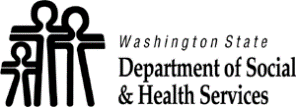 Washington State
Department of Social
& Health Services